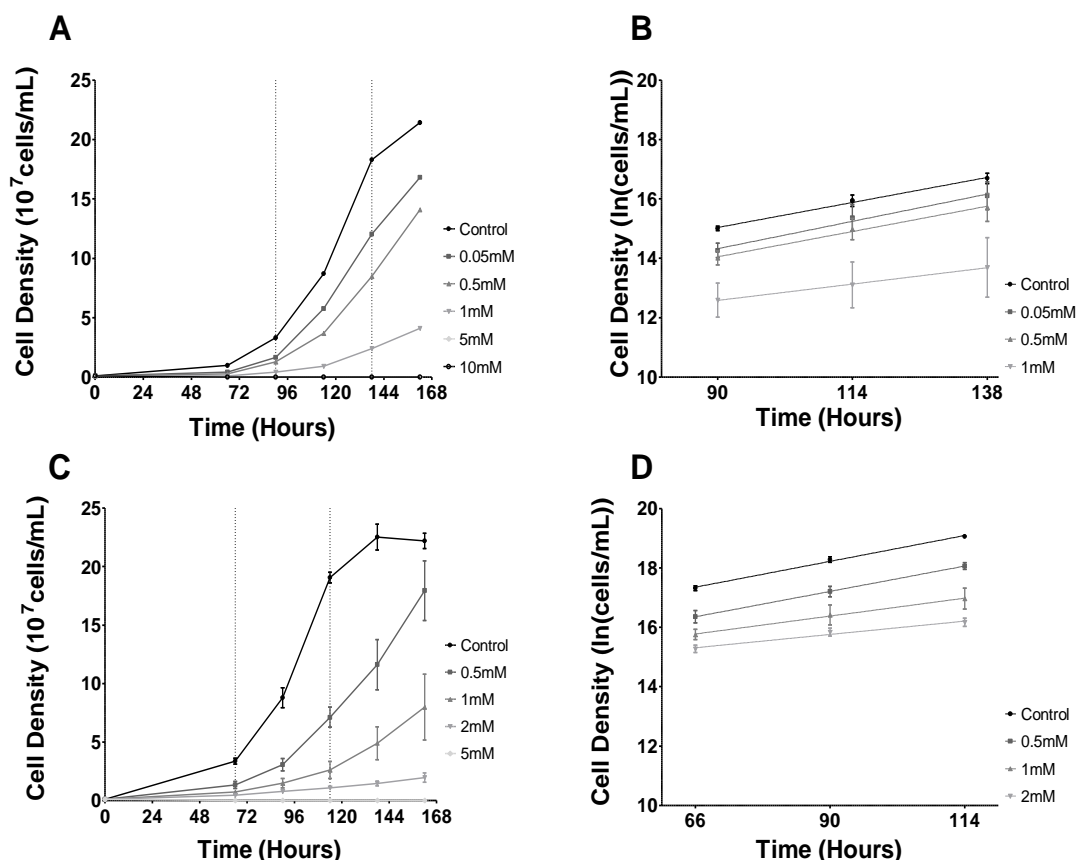 A
Cell Density (10⁷cells/mL)
25
20
15
10
5
0
0 24 48 72 96 120 144 168
Time (Hours)
Control
0.05mM
0.5mM
1mM
5mM
10mM
B
Cell Density (ln(cells/mL))
20
18
16
14
12
10
90 114 138
Time (Hours)
Control
0.05mM
0.5mM
1mM
C
Cell Density (10⁷cells/mL)
25
20
15
10
5
0
0 24 48 72 96 120 144 168
Time (Hours)
Control
0.5mM
1mM
2mM
5mM
D
Cell Density (ln(cells/mL))
20
18
16
14
12
10
66 90 114
Time (Hours)
Control
0.5mM
1mM
2mM